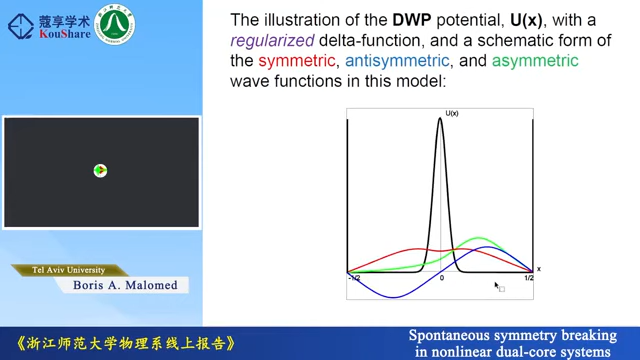 蔻享学术
KouShare
The illustration of the DWP potential, U(x), with a
regularized delta-function, and a schematic form of
the symmetric, antisymmetric, and asymmetric
wave functions in this model:
U(x)
x
-1/2
0
1/2
Tel Aviv University
Boris A. Malomed
《浙江师范大学物理系线上报告》
Spontaneous symmetry breaking
in nonlinear dual-core systems